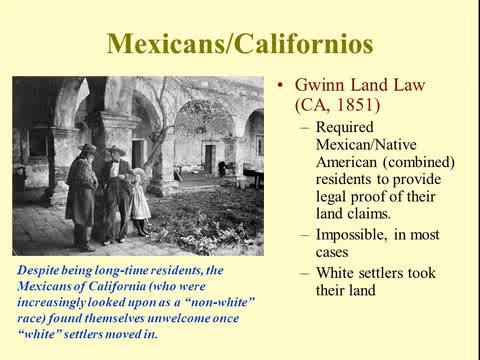 Mexicans/Californios
• Gwinn Land Law
(CA, 1851)
– Required
Mexican/Native
American (combined)
residents to provide
legal proof of their
land claims.
– Impossible, in most
cases
– White settlers took
their land
Despite being long-time residents, the
Mexicans of California (who were
increasingly looked upon as a “non-white”
race) found themselves unwelcome once
“white” settlers moved in.